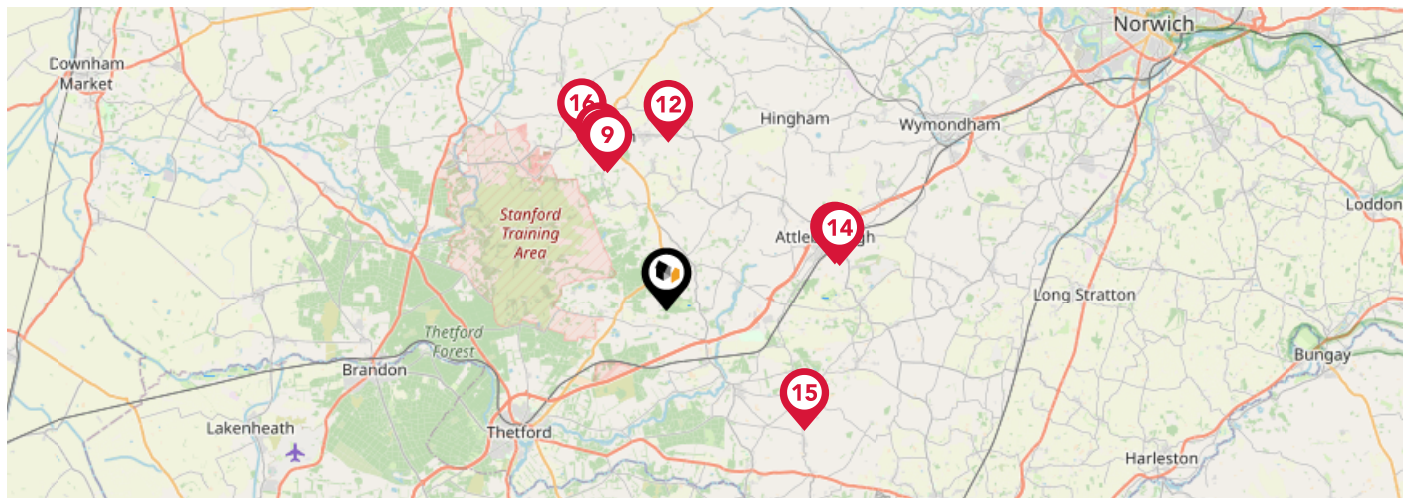 Norwich
Downham
Market
16
12
9
Hingham
Wymondham
Stanford
Training
Area
Loddon
14
Long Stratton
Thetford
Forest
Brandon
Bungay
15
Lakenheath
Thetford
Harleston